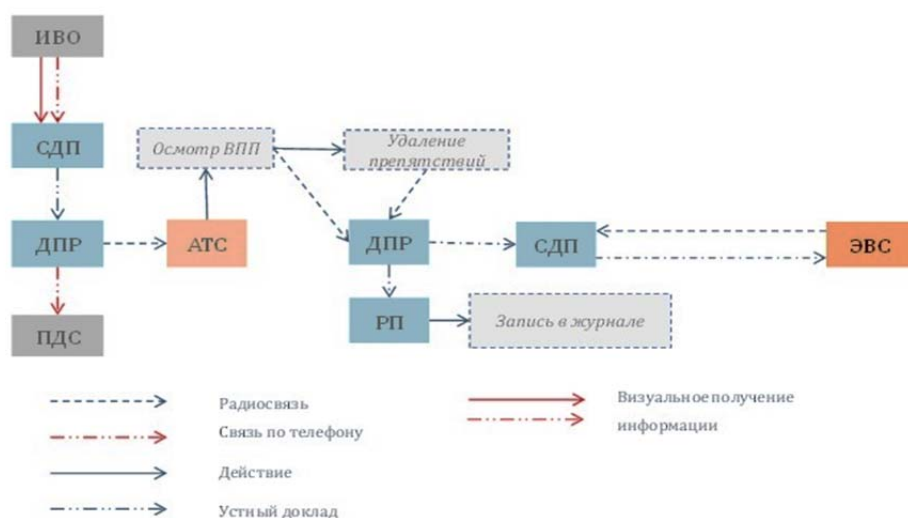 ИВО
СДП
Осмотр ВПП
Удаление
препятствий
ДПР
АТС
ДПР
СДП
ЭВС
ПДС
РП
Запись в журнале
Радиосвязь
Связь по телефону
Действие
Устный доклад
Визуальное получение
информации